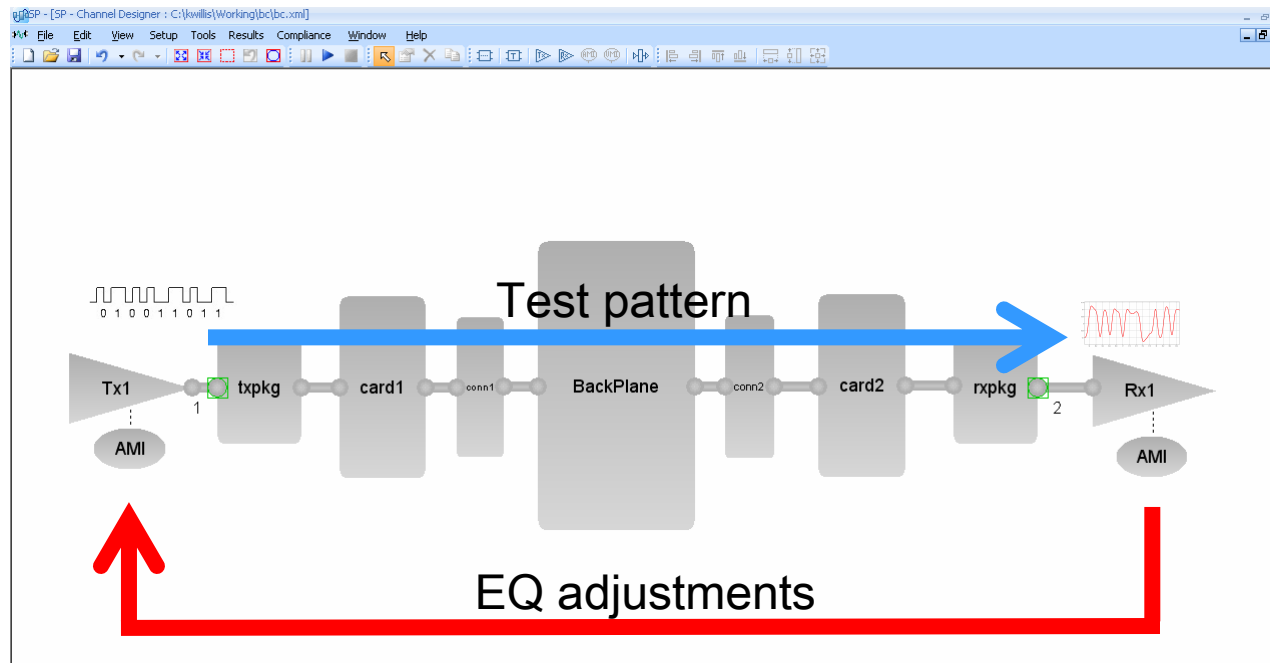 SP - [SP - Channel Designer : C:\kwillis\Working\bc\bc.xml]
File Edit View Setup Tools Results Compliance Window Help
Test pattern
0 1 0 0 1 1 0 1 1
Tx1 txpkg card1 conn1 BackPlane conn2 card2 rxpkg Rx1
1 2
AMI AMI
EQ adjustments